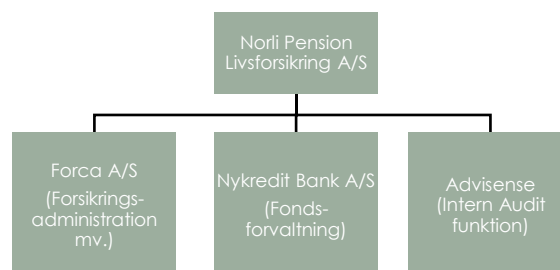 Norli Pension
Livsforsikring A/S
Forca A/S
(Forsikrings-
administration
mv.)
Nykredit Bank A/S
(Fonds-
forvaltning)
Advisense
(Intern Audit
funktion)